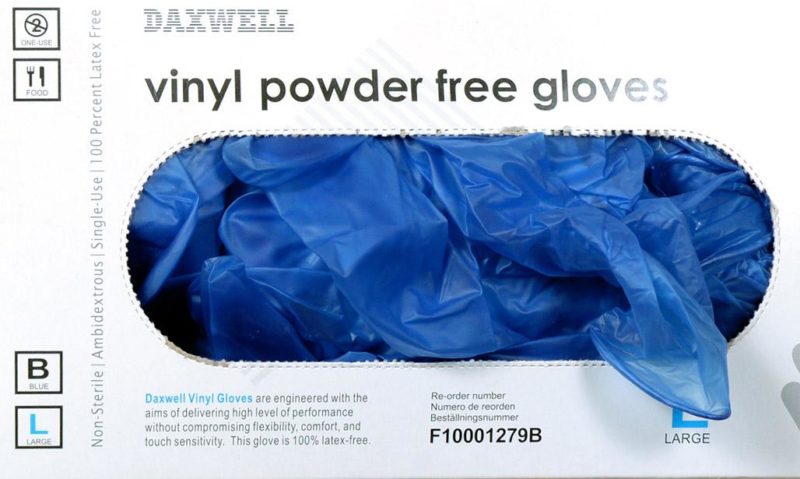 DAXWELL
vinyl powder free gloves
2
ONE-USE
FOOD
Non-Sterile | Ambidextrous | Single-Use | 100 Percent Latex Free
B
BLUE
L
LARGE
Daxwell Vinyl Gloves are engineered with the
aims of delivering high level of performance
without compromising flexibility, comfort, and
touch sensitivity. This glove is 100% latex-free.
Re-order number
Numero de reorden
Beställningsnummer
F10001279B
L
LARGE